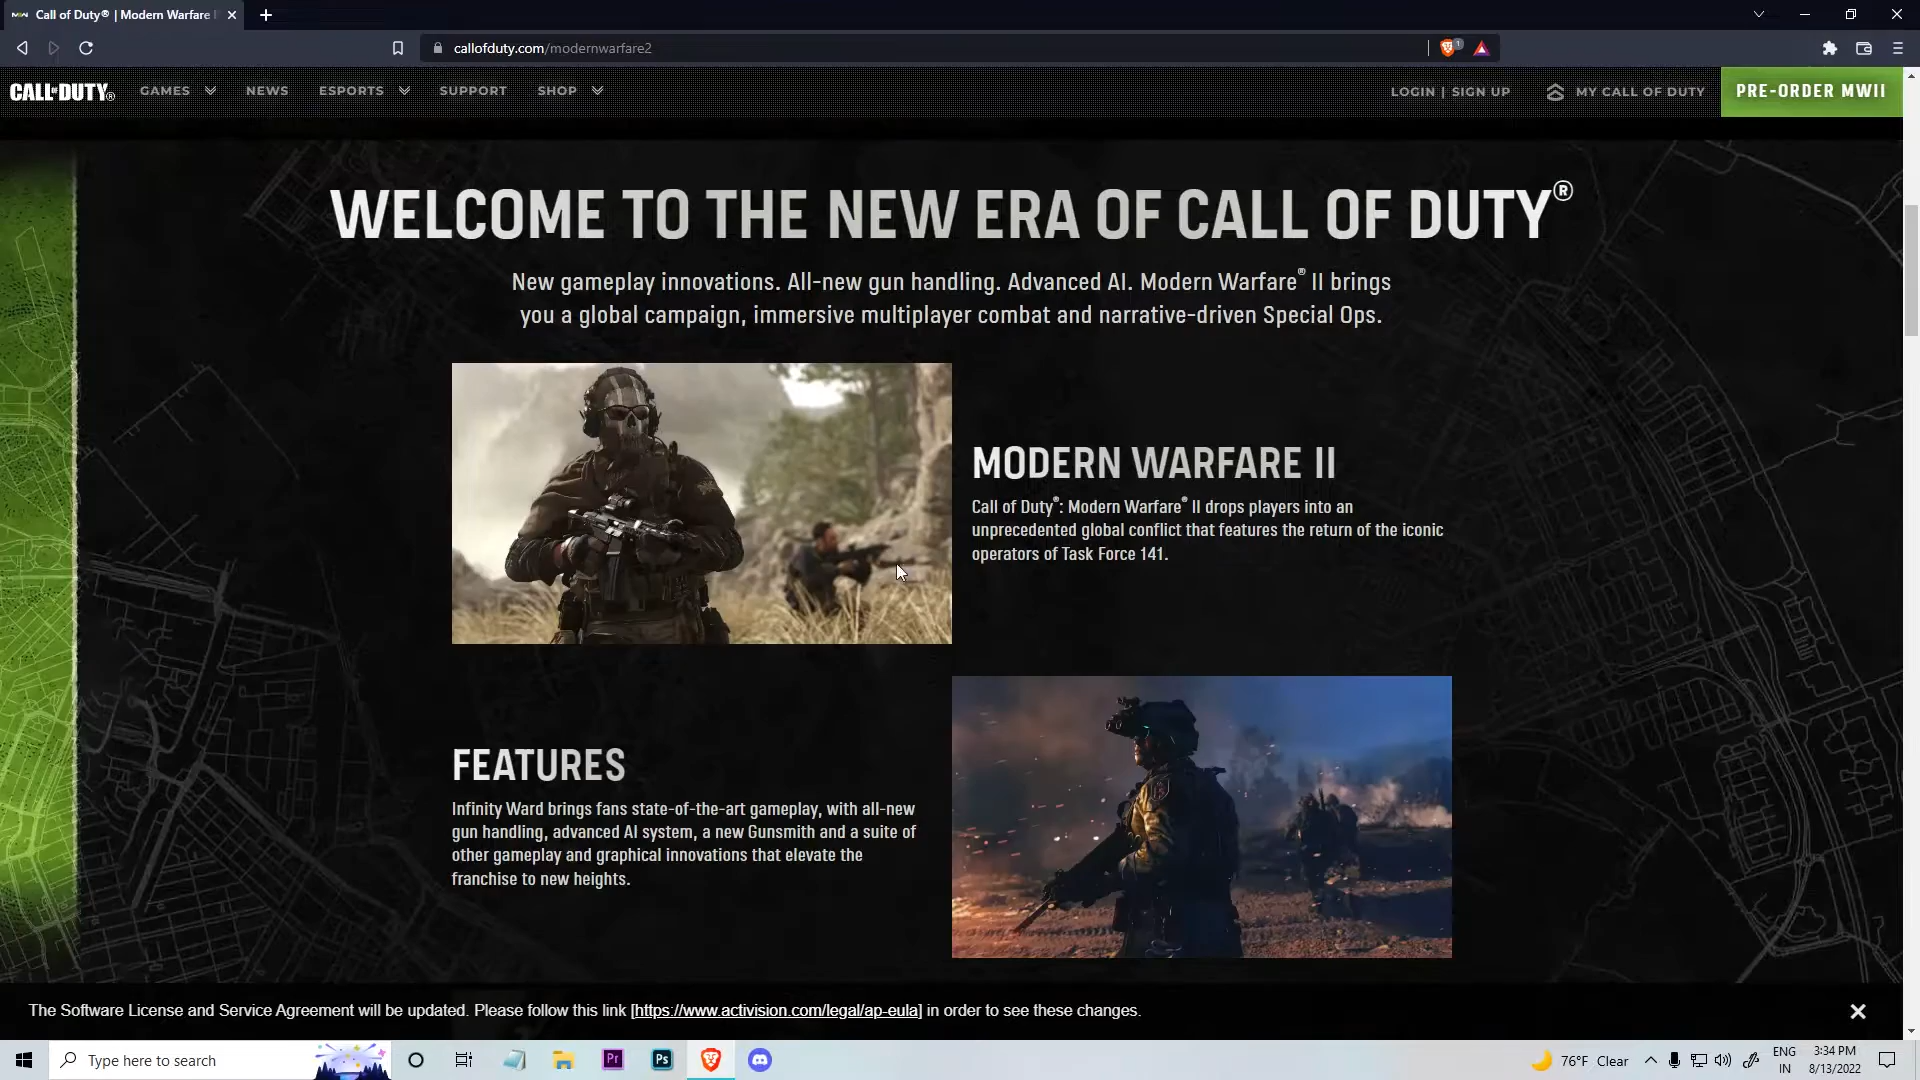 Call of Duty® | Modern Warfare
callofduty.com/modernwarfare2
1
CALL OF DUTY®
GAMES
NEWS
ESPORTS
SUPPORT
SHOP
LOGIN | SIGN UP
MY CALL OF DUTY
PRE-ORDER MWII
WELCOME TO THE NEW ERA OF CALL OF DUTY®
New gameplay innovations. All-new gun handling. Advanced AI. Modern Warfare® II brings
you a global campaign, immersive multiplayer combat and narrative-driven Special Ops.
MODERN WARFARE II
Call of Duty®: Modern Warfare® II drops players into an
unprecedented global conflict that features the return of the iconic
operators of Task Force 141.
FEATURES
Infinity Ward brings fans state-of-the-art gameplay, with all-new
gun handling, advanced AI system, a new Gunsmith and a suite of
other gameplay and graphical innovations that elevate the
franchise to new heights.
The Software License and Service Agreement will be updated. Please follow this link [https://www.activision.com/legal/ap-eula] in order to see these changes.
Type here to search
Pr
Ps
76°F Clear
ENG
IN
3:34 PM
8/13/2022